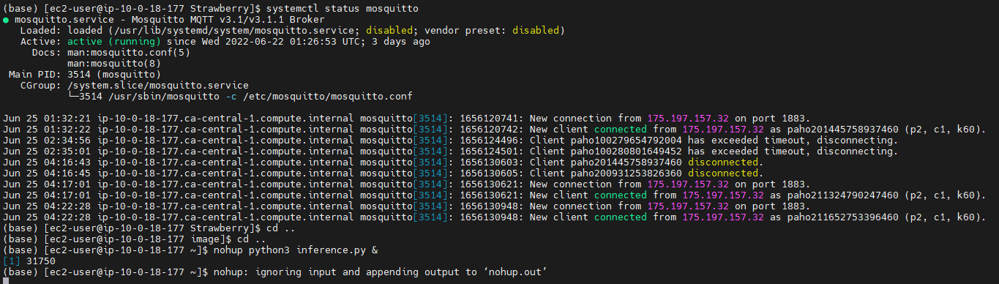 (base) [ec2-user@ip-10-0-18-177 Strawberry]$ systemctl status mosquitto
● mosquitto.service - Mosquitto MQTT v3.1/v3.1.1 Broker
   Loaded: loaded (/usr/lib/systemd/system/mosquitto.service; disabled; vendor preset: disabled)
   Active: active (running) since Wed 2022-06-22 01:26:53 UTC; 3 days ago
     Docs: man:mosquitto.conf(5)
           man:mosquitto(8)
 Main PID: 3514 (mosquitto)
   CGroup: /system.slice/mosquitto.service
           └─3514 /usr/sbin/mosquitto -c /etc/mosquitto/mosquitto.conf
Jun 25 01:32:21 ip-10-0-18-177.ca-central-1.compute.internal mosquitto[3514]: 1656120741: New connection from 175.197.157.32 on port 1883.
Jun 25 01:32:22 ip-10-0-18-177.ca-central-1.compute.internal mosquitto[3514]: 1656120742: New client connected from 175.197.157.32 as paho201445758937460 (p2, c1, k60).
Jun 25 02:34:56 ip-10-0-18-177.ca-central-1.compute.internal mosquitto[3514]: 1656124496: Client paho100279654792004 has exceeded timeout, disconnecting.
Jun 25 02:35:01 ip-10-0-18-177.ca-central-1.compute.internal mosquitto[3514]: 1656124501: Client paho100280801649452 has exceeded timeout, disconnecting.
Jun 25 04:16:43 ip-10-0-18-177.ca-central-1.compute.internal mosquitto[3514]: 1656130603: Client paho201445758937460 disconnected.
Jun 25 04:16:45 ip-10-0-18-177.ca-central-1.compute.internal mosquitto[3514]: 1656130605: Client paho200931253826360 disconnected.
Jun 25 04:17:01 ip-10-0-18-177.ca-central-1.compute.internal mosquitto[3514]: 1656130621: New connection from 175.197.157.32 on port 1883.
Jun 25 04:17:01 ip-10-0-18-177.ca-central-1.compute.internal mosquitto[3514]: 1656130621: New client connected from 175.197.157.32 as paho211324790247460 (p2, c1, k60).
Jun 25 04:22:28 ip-10-0-18-177.ca-central-1.compute.internal mosquitto[3514]: 1656130948: New connection from 175.197.157.32 on port 1883.
Jun 25 04:22:28 ip-10-0-18-177.ca-central-1.compute.internal mosquitto[3514]: 1656130948: New client connected from 175.197.157.32 as paho211652753396460 (p2, c1, k60).
(base) [ec2-user@ip-10-0-18-177 Strawberry]$ cd ..
(base) [ec2-user@ip-10-0-18-177 image]$ cd ..
(base) [ec2-user@ip-10-0-18-177 ~]$ nohup python3 inference.py &
[1] 31750
(base) [ec2-user@ip-10-0-18-177 ~]$ nohup: ignoring input and appending output to ‘nohup.out’